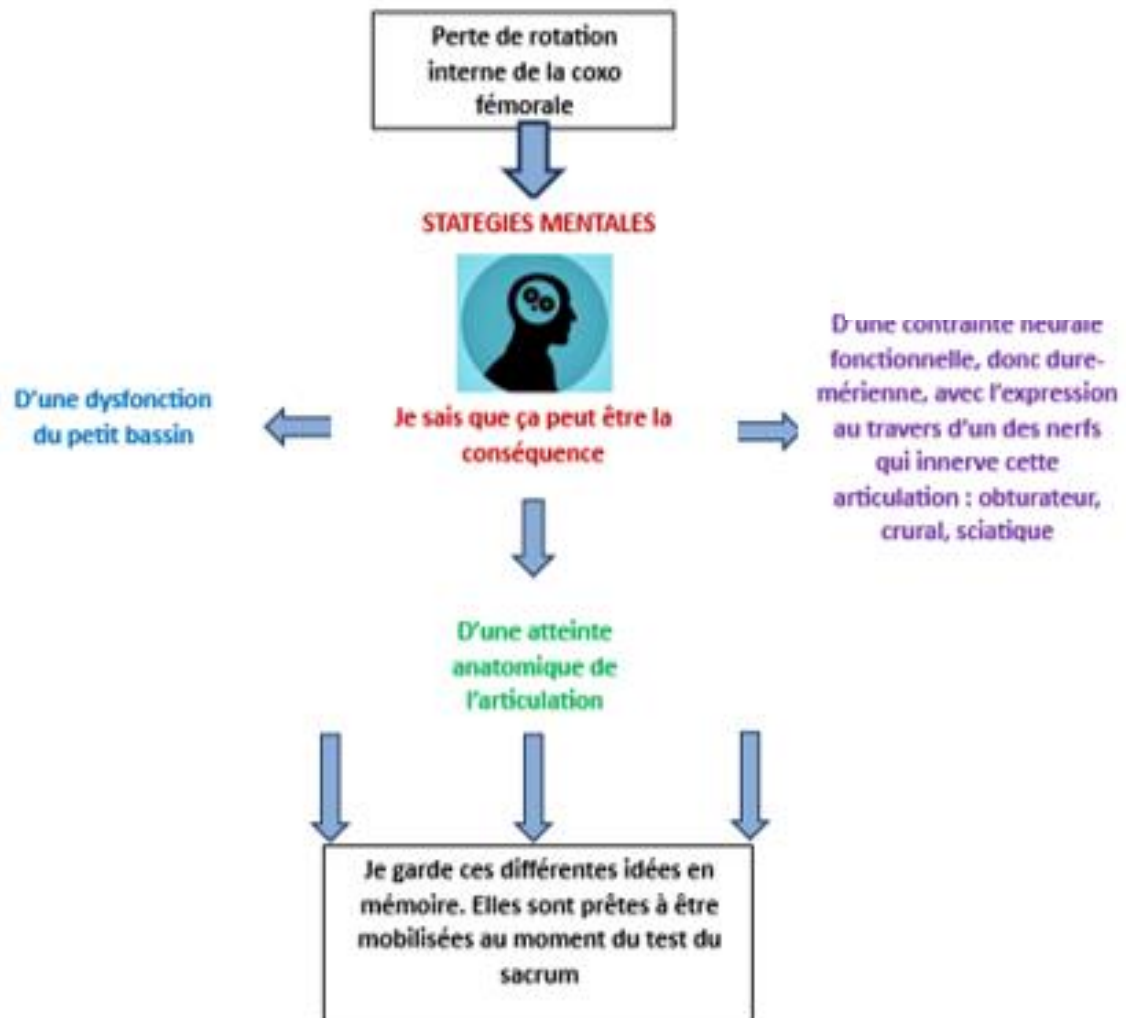 Perte de rotation
interne de la coxo
fémorale
STATEGIES MENTALES
Je sais que ça peut être la
conséquence
D'une dysfonction
du petit bassin
D'une contrainte neurale
fonctionnelle, donc dure-
mérienne, avec l'expression
au travers d'un des nerfs
qui innerve cette
articulation : obturateur,
crural, sciatique
D'une atteinte
anatomique de
l'articulation
Je garde ces différentes idées en
mémoire. Elles sont prêtes à être
mobilisées au moment du test du
sacrum